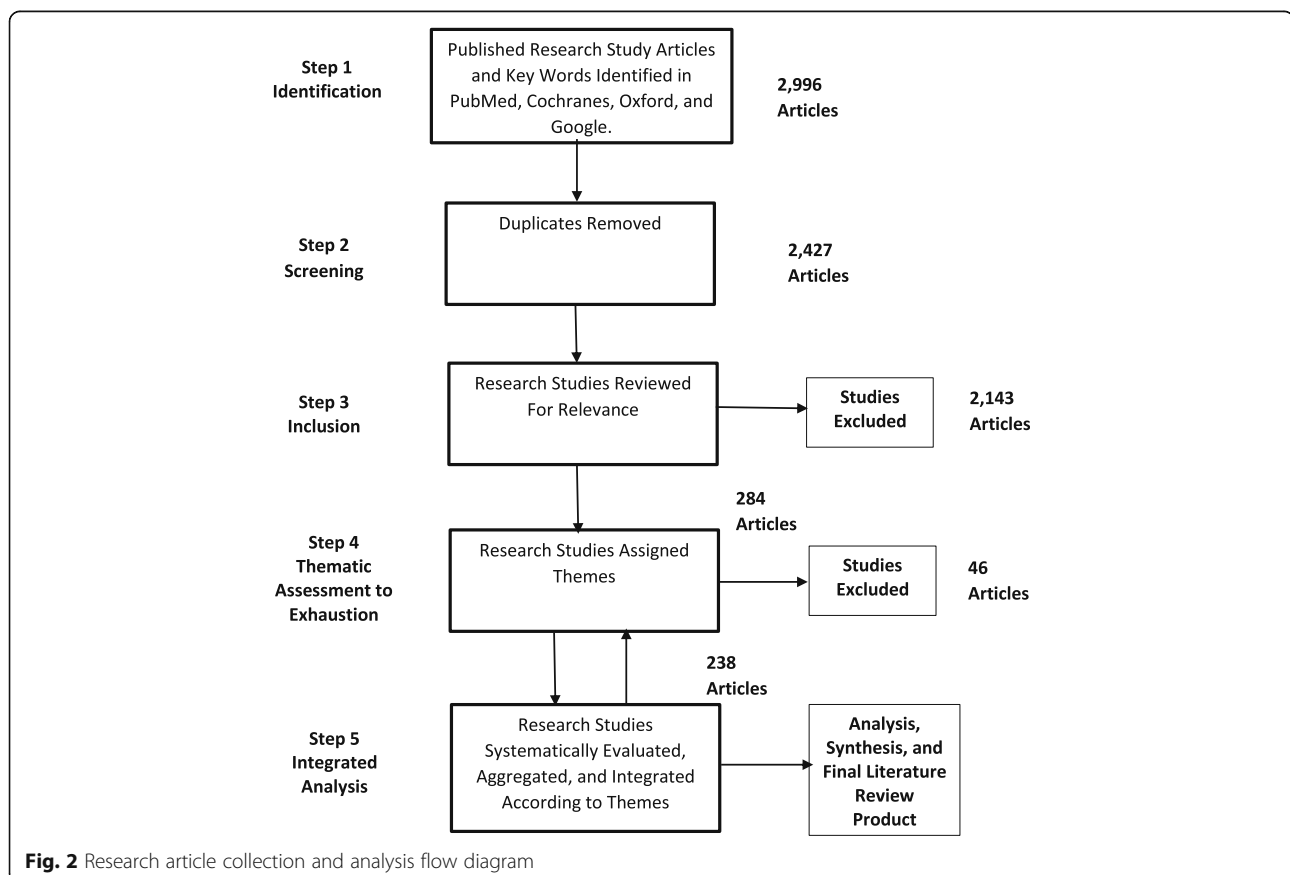 Step 1
Identification
Published Research Study Articles
and Key Words Identified in
PubMed, Cochranes, Oxford, and
Google.
2,996
Articles
Step 2
Screening
Duplicates Removed
2,427
Articles
Step 3
Inclusion
Research Studies Reviewed
For Relevance
Studies
Excluded
2,143
Articles
284
Articles
Step 4
Thematic
Assessment to
Exhaustion
Research Studies Assigned
Themes
Studies
Excluded
46
Articles
238
Articles
Step 5
Integrated
Analysis
Research Studies
Systematically Evaluated,
Aggregated, and Integrated
According to Themes
Analysis,
Synthesis, and
Final Literature
Review
Product
Fig. 2 Research article collection and analysis flow diagram